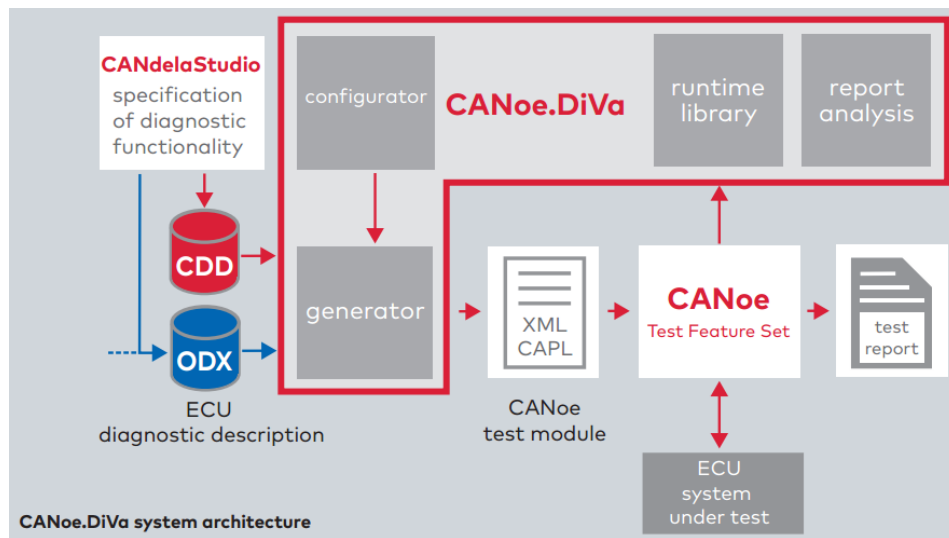 CANdelaStudio
specification
of diagnostic
functionality
configurator
CANoe.DiVa
runtime
library
report
analysis
CDD
ODX
ECU
diagnostic description
generator
XML
CAPL
CANoe
test module
CANoe
Test Feature Set
test
report
ECU
system
under test
CANoe.DiVa system architecture